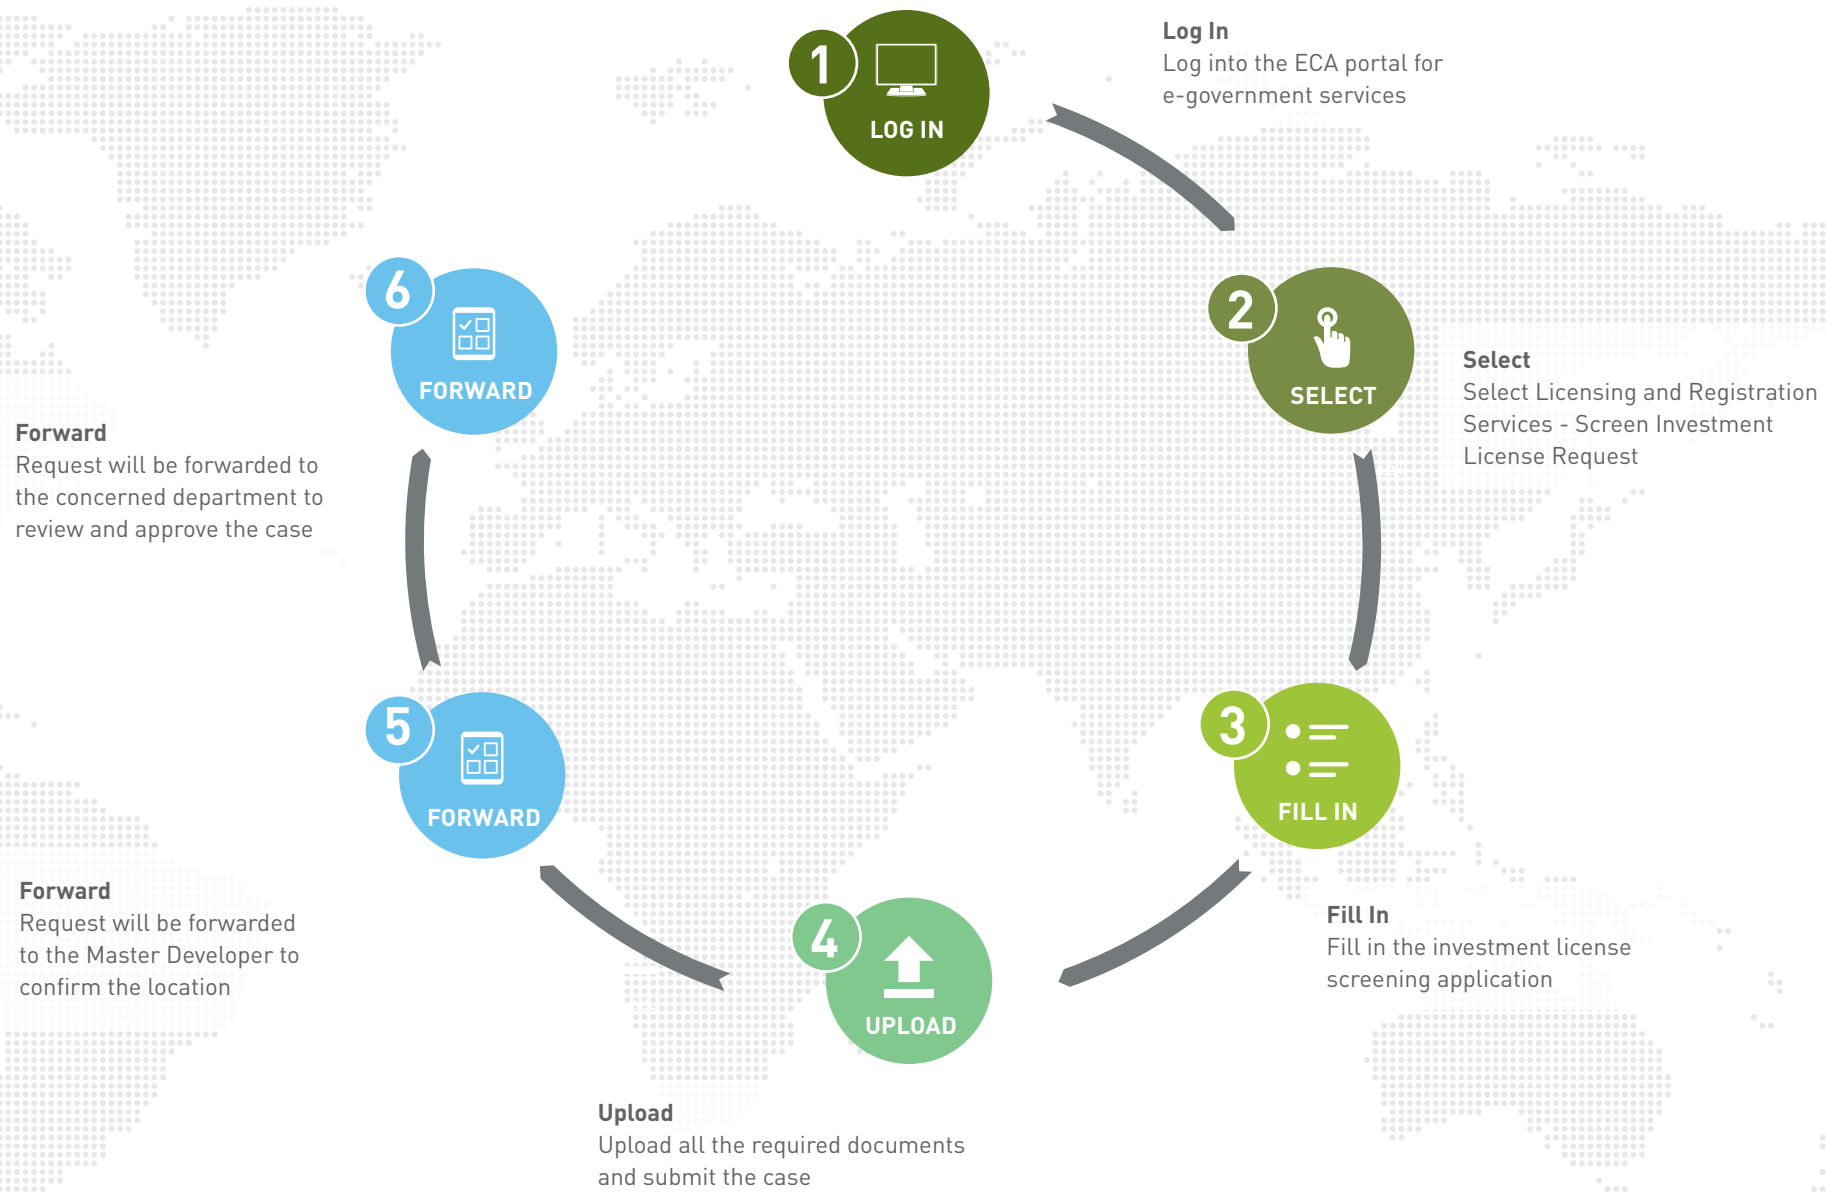 1
LOG IN
Log In
Log into the ECA portal for
e-government services
2
SELECT
Select
Select Licensing and Registration
Services - Screen Investment
License Request
3
FILL IN
Fill In
Fill in the investment license
screening application
4
UPLOAD
Upload
Upload all the required documents
and submit the case
5
FORWARD
Forward
Request will be forwarded
to the Master Developer to
confirm the location
6
FORWARD
Forward
Request will be forwarded to
the concerned department to
review and approve the case